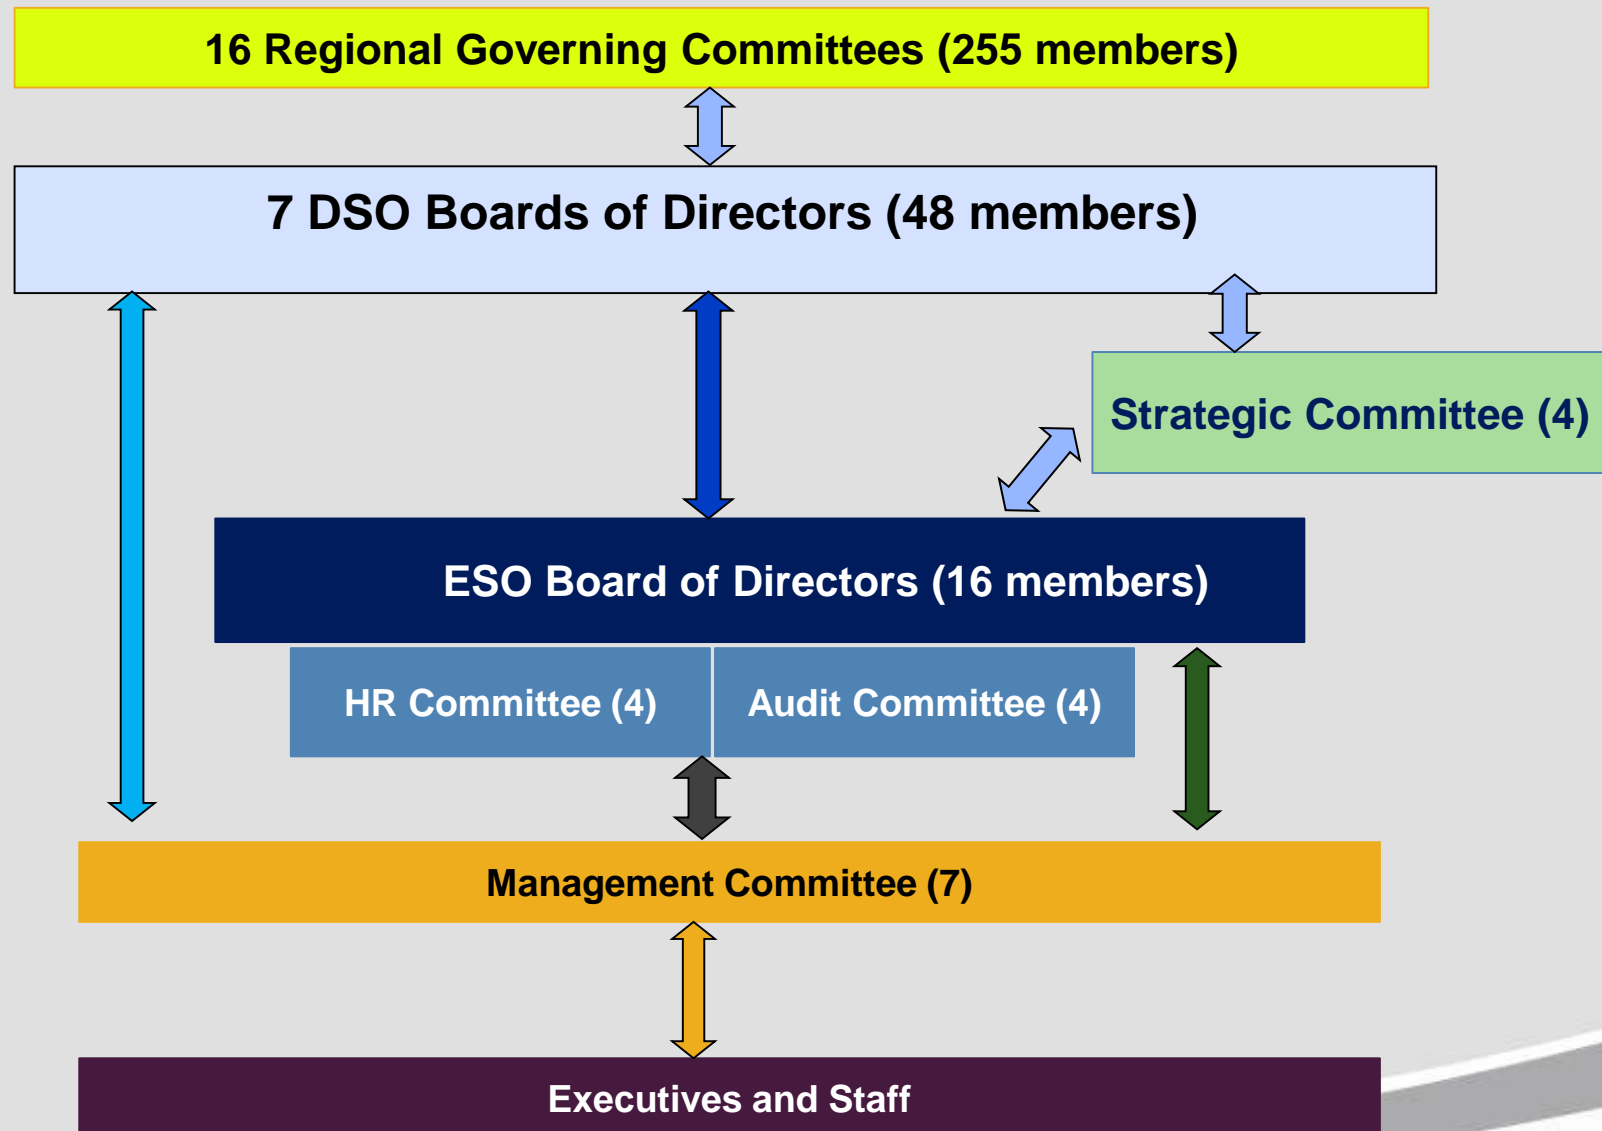 16 Regional Governing Committees (255 members)
7 DSO Boards of Directors (48 members)
Strategic Committee (4)
ESO Board of Directors (16 members)
HR Committee (4)
Audit Committee (4)
Management Committee (7)
Executives and Staff